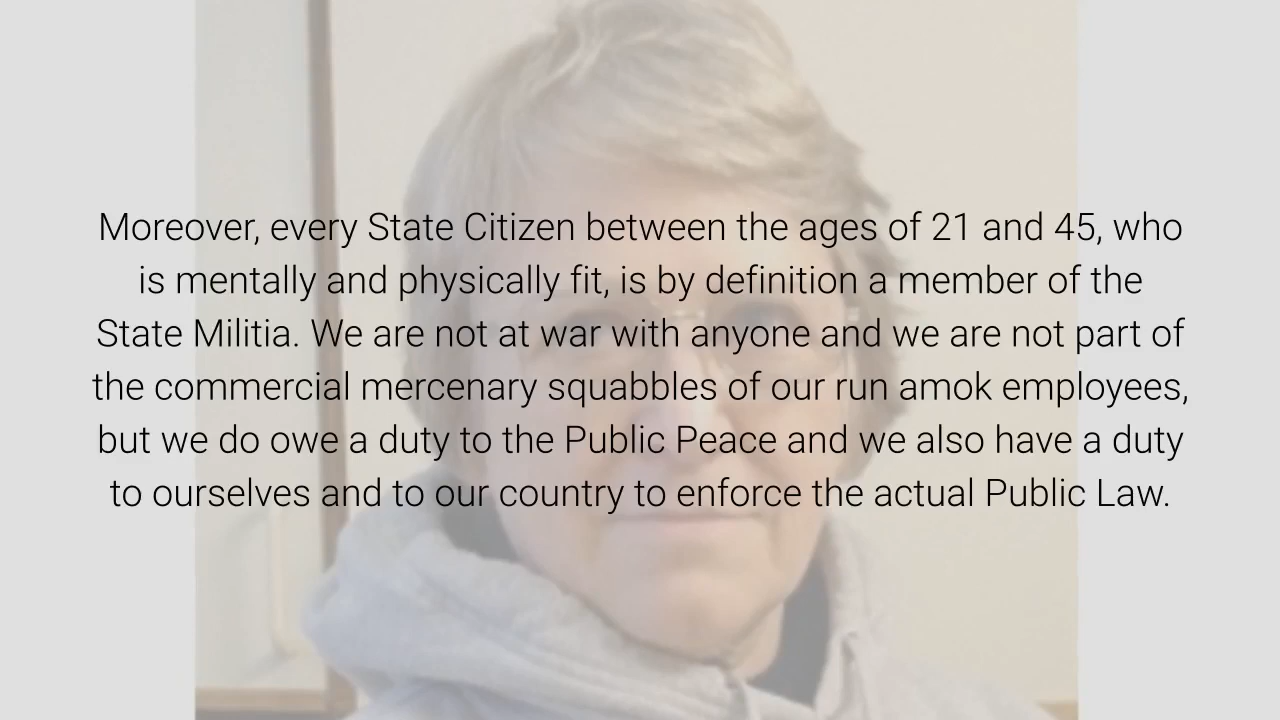 Moreover, every State Citizen between the ages of 21 and 45, who
is mentally and physically fit, is by definition a member of the
State Militia. We are not at war with anyone and we are not part of
the commercial mercenary squabbles of our run amok employees,
but we do owe a duty to the Public Peace and we also have a duty
to ourselves and to our country to enforce the actual Public Law.